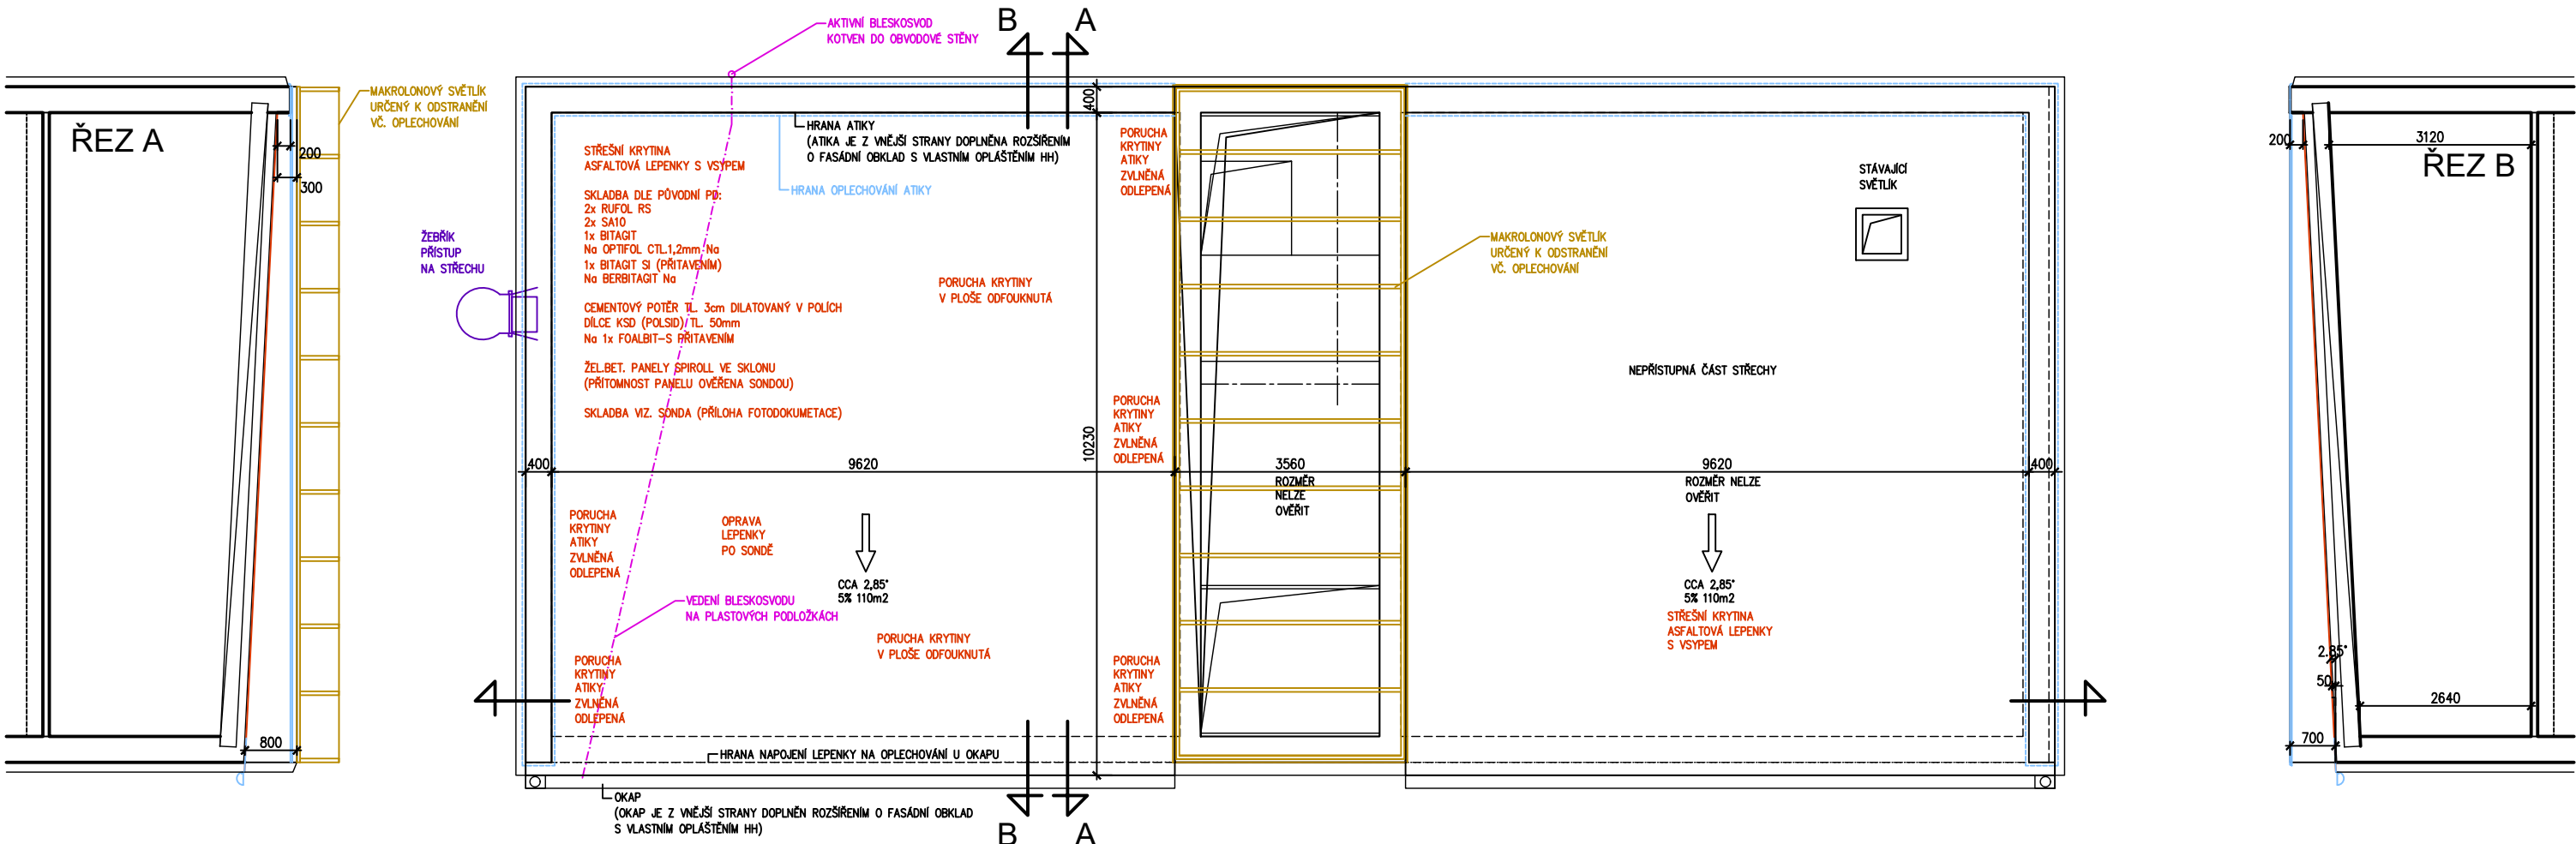 ŘEZ A
200
300
800
MAKROLONOVÝ SVĚTLÍK
URČENÝ K ODSTRANĚNÍ
VČ. OPLECHOVÁNÍ
ŽEBŘÍK
PŘÍSTUP
NA STŘECHU
AKTIVNÍ BLESKOSVOD
KOTVEN DO OBVODOVÉ STĚNY
B
A
400
HRANA ATIKY
(ATIKA JE Z VNĚJŠÍ STRANY DOPLNĚNA ROZŠÍŘENÍM
O FASÁDNÍ OBKLAD S VLASTNÍM OPLÁŠTĚNÍM HH)
HRANA OPLECHOVÁNÍ ATIKY
STŘEŠNÍ KRYTINA
ASFALTOVÁ LEPENKY S VSYPEM
SKLADBA DLE PŮVODNÍ PD:
2x RUFOL RS
2x SA10
1x BITAGIT
Na OPTIFOL CTL.1,2mm Na
1x BITAGIT SI (PŘITAVENÍM)
Na BERBITAGIT Na
CEMENTOVÝ POTĚR TL. 3cm DILATOVANÝ V POLÍCH
DÍLCE KSD (POLSID) TL. 50mm
Na 1x FOALBIT-S PŘITAVENÍM
ŽEL.BET. PANELY SPIROLL VE SKLONU
(PŘÍTOMNOST PANELU OVĚŘENA SONDOU)
SKLADBA VIZ. SONDA (PŘÍLOHA FOTODOKUMETACE)
PORUCHA KRYTINY
V PLOŠE ODFOUKNUTÁ
PORUCHA
KRYTINY
ATIKY
ZVLNĚNÁ
ODLEPENÁ
PORUCHA
KRYTINY
ATIKY
ZVLNĚNÁ
ODLEPENÁ
10230
400
9620
3560
ROZMĚR
NELZE
OVĚŘIT
9620
ROZMĚR NELZE
OVĚŘIT
400
PORUCHA
KRYTINY
ATIKY
ZVLNĚNÁ
ODLEPENÁ
OPRAVA
LEPENKY
PO SONDĚ
CCA 2,85°
5% 110m2
VEDENÍ BLESKOSVODU
NA PLASTOVÝCH PODLOŽKÁCH
PORUCHA KRYTINY
V PLOŠE ODFOUKNUTÁ
PORUCHA
KRYTINY
ATIKY
ZVLNĚNÁ
ODLEPENÁ
PORUCHA
KRYTINY
ATIKY
ZVLNĚNÁ
ODLEPENÁ
HRANA NAPOJENÍ LEPENKY NA OPLECHOVÁNÍ U OKAPU
OKAP
(OKAP JE Z VNĚJŠÍ STRANY DOPLNĚN ROZŠÍŘENÍM O FASÁDNÍ OBKLAD
S VLASTNÍM OPLÁŠTĚNÍM HH)
B
A
MAKROLONOVÝ SVĚTLÍK
URČENÝ K ODSTRANĚNÍ
VČ. OPLECHOVÁNÍ
STÁVAJÍCÍ
SVĚTLÍK
NEPŘÍSTUPNÁ ČÁST STŘECHY
CCA 2,85°
5% 110m2
STŘEŠNÍ KRYTINA
ASFALTOVÁ LEPENKY
S VSYPEM
200
3120
ŘEZ B
2.85°
50
2640
700